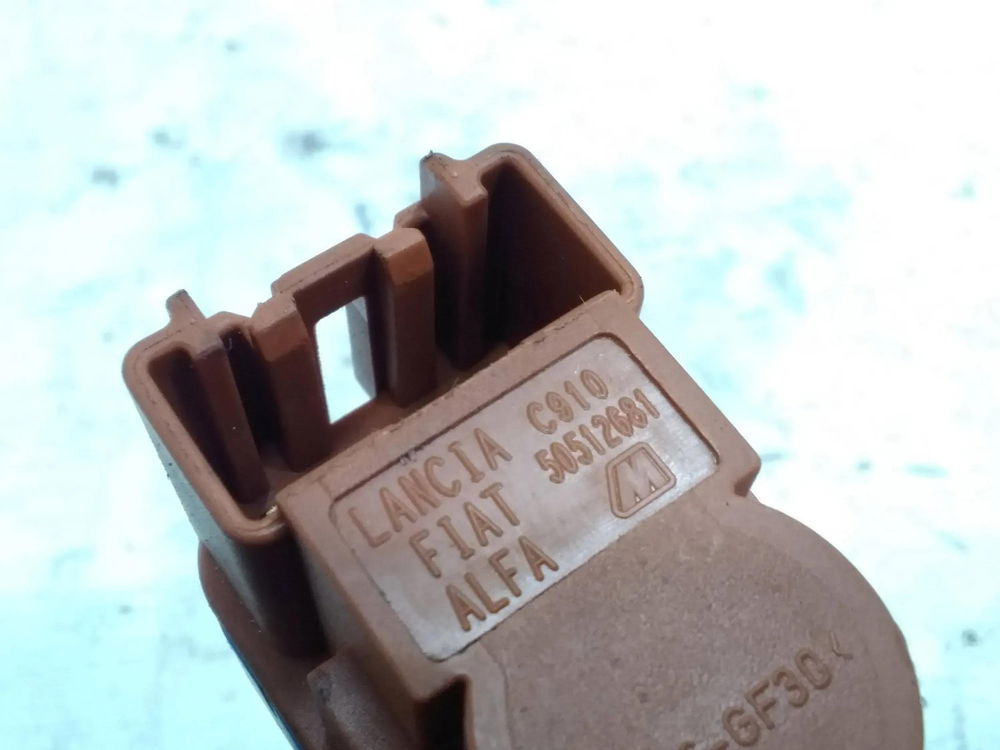 LANCIA C910
FIAT 50512681
ALFA M
-GF30<